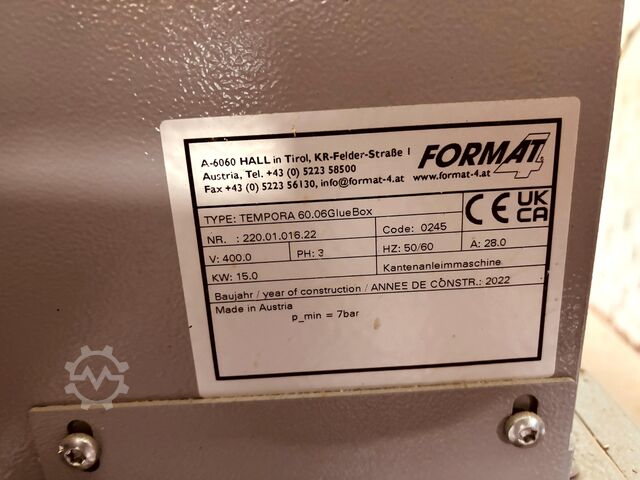 A-6060 HALL in Tirol, KR-Felder-Straße 1
Austria, Tel. +43 (0) 5223 58500
Fax +43 (0) 5223 56130, info@format-4.at
FORMAT 4
www.format-4.at
TYPE: TEMPORA 60.06GlueBox
CE UK CA
NR. : 220.01.016.22 Code: 0245
V: 400.0 PH: 3 HZ: 50/60 A: 28.0
KW: 15.0 Kantenanleimmaschine
Baujahr / year of construction / ANNES DE CONSTR.: 2022
Made in Austria
p_min = 7bar